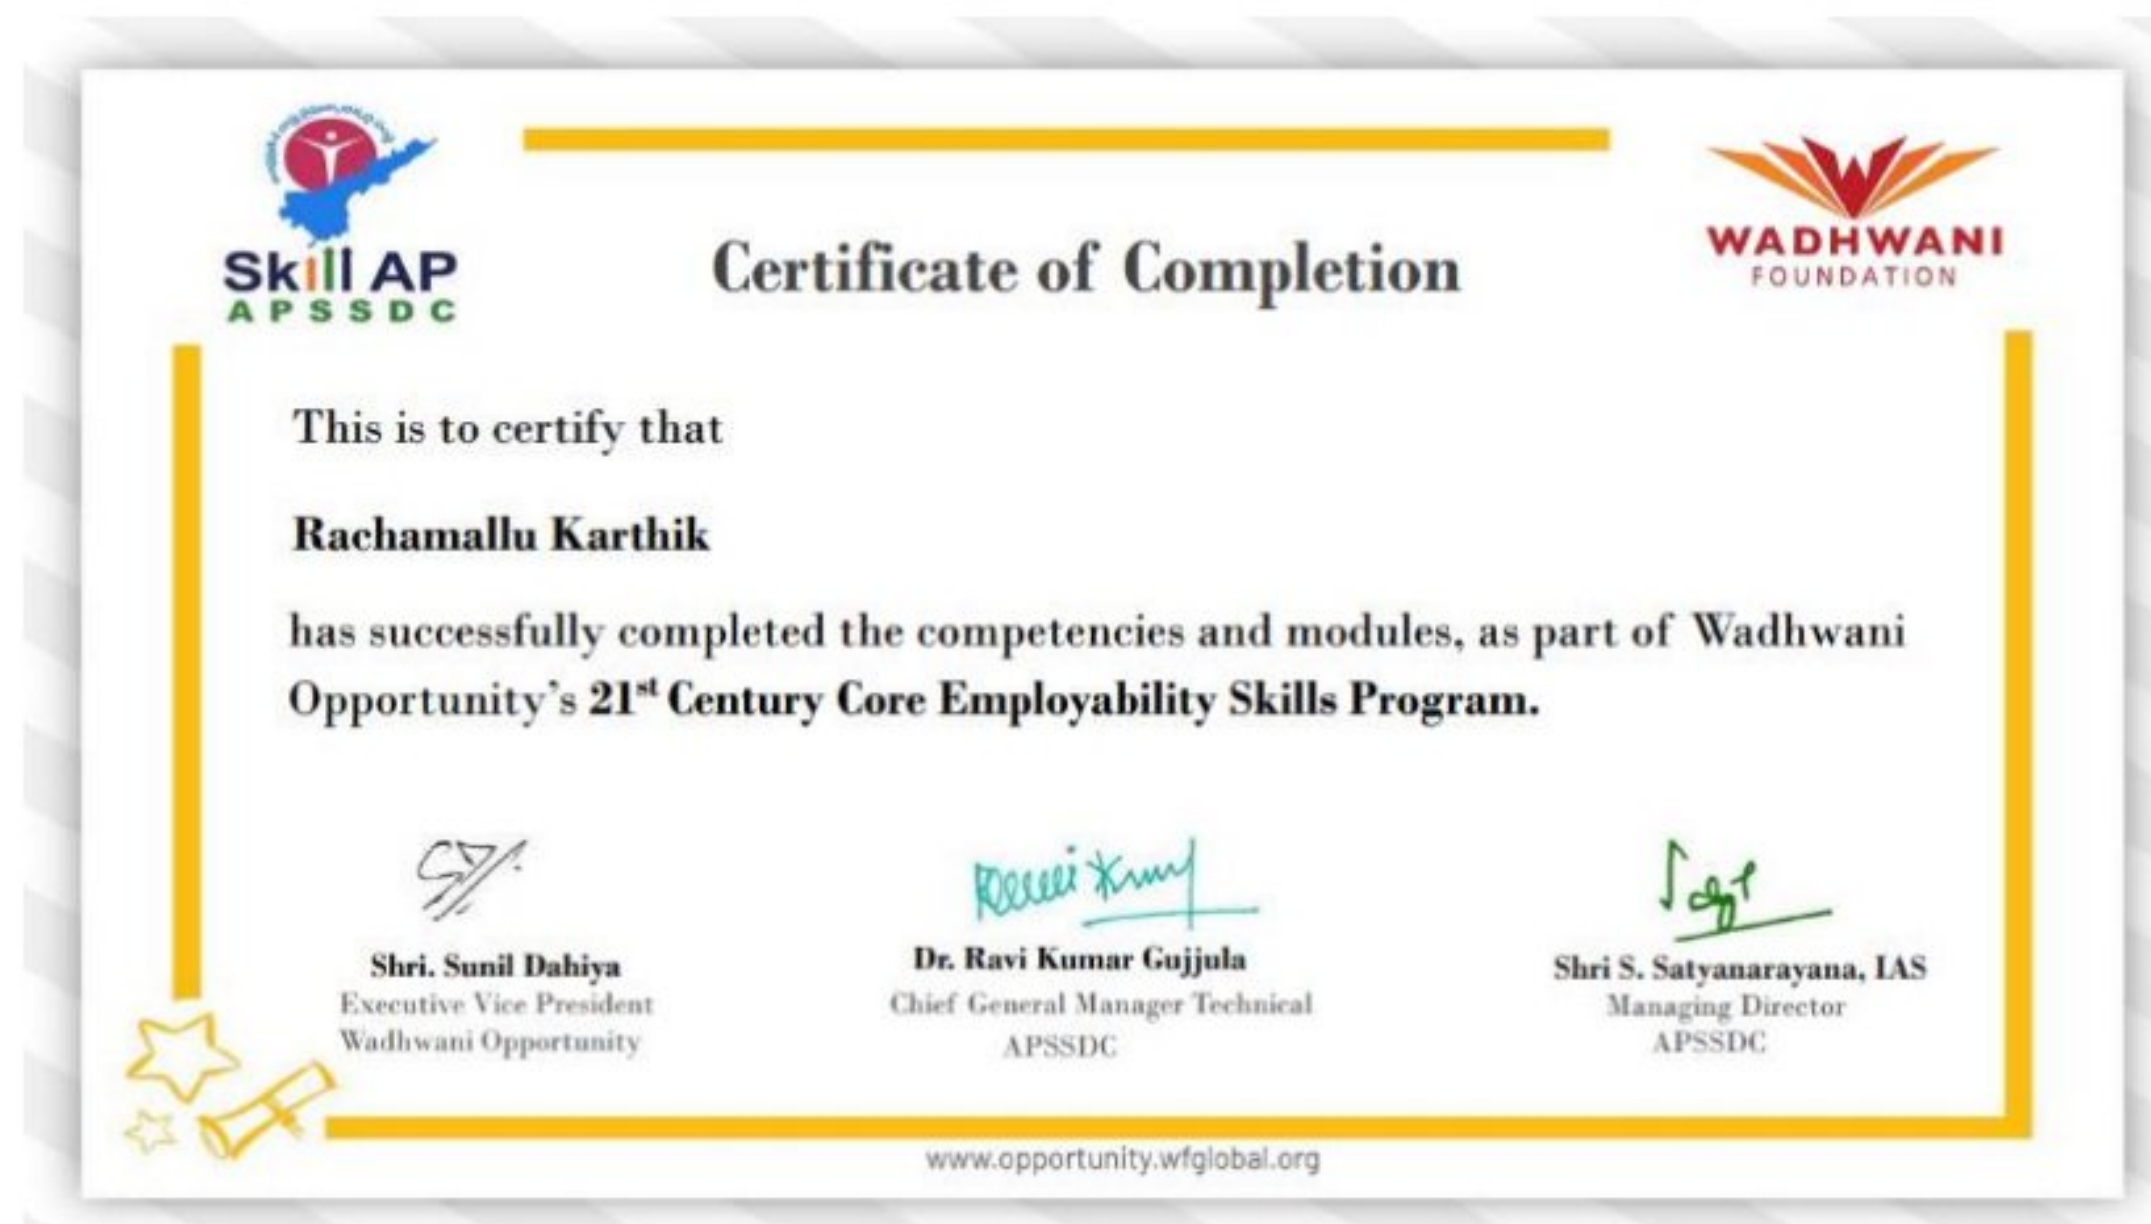 Skill AP
APSSDC
WADHWANI
FOUNDATION
Certificate of Completion
This is to certify that
Rachamallu Karthik
has successfully completed the competencies and modules, as part of Wadhwani
Opportunity's 21st Century Core Employability Skills Program.
Shri. Sunil Dahiya
Executive Vice President
Wadhwani Opportunity
Dr. Ravi Kumar Gujjula
Chief General Manager Technical
APSSDC
Shri S. Satyanarayana, IAS
Managing Director
APSSDC
www.opportunity.wfglobal.org